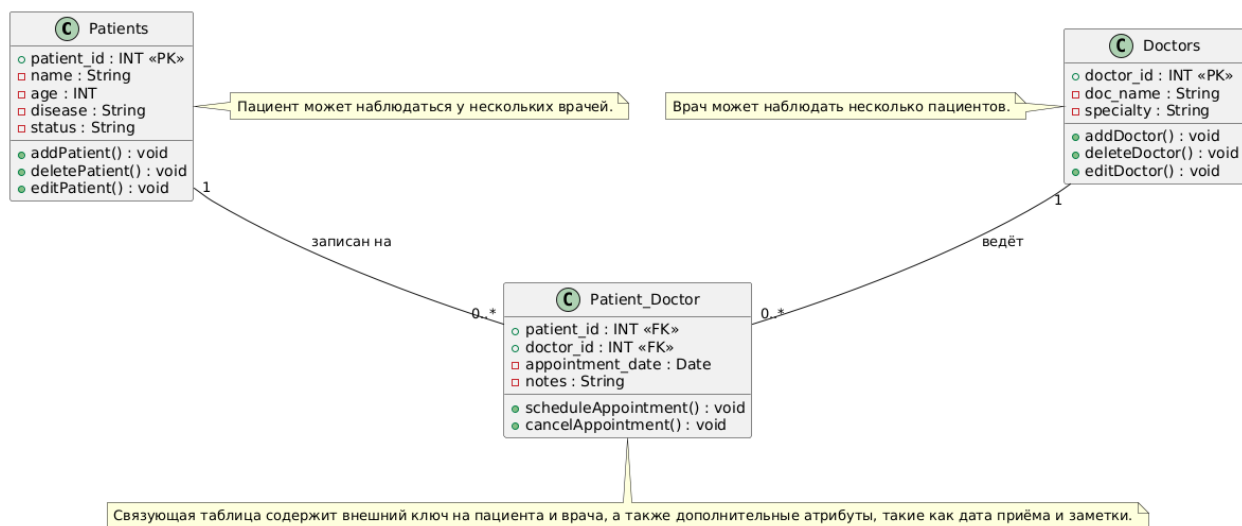 C Patients
patient_id : INT «PK»
name : String
age : INT
disease : String
status : String
addPatient() : void
deletePatient() : void
editPatient() : void
Пациент может наблюдаться у нескольких врачей.
Врач может наблюдать несколько пациентов.
C Doctors
doctor_id : INT «PK»
doc_name : String
specialty : String
addDoctor() : void
deleteDoctor() : void
editDoctor() : void
1
1
записан на
ведёт
0..*
0..*
C Patient_Doctor
patient_id : INT «FK»
doctor_id : INT «FK»
appointment_date : Date
notes : String
scheduleAppointment() : void
cancelAppointment() : void
Связующая таблица содержит внешний ключ на пациента и врача, а также дополнительные атрибуты, такие как дата приёма и заметки.